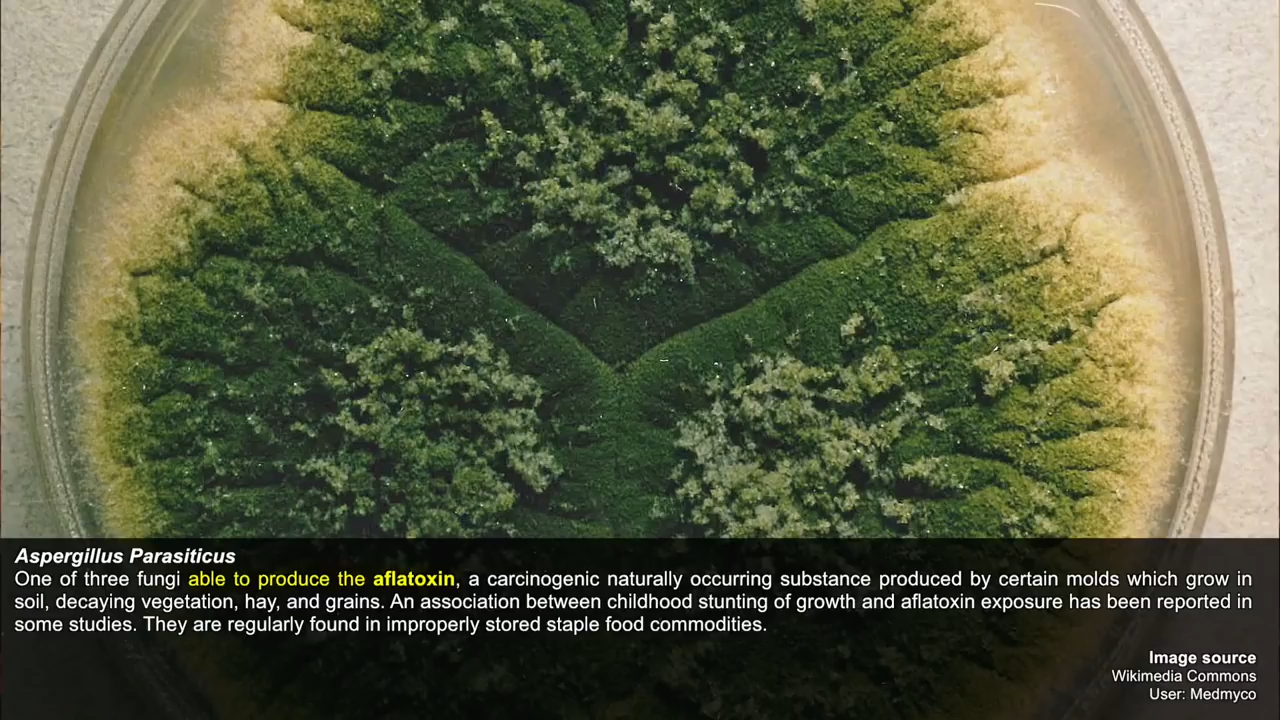 Aspergillus Parasiticus
One of three fungi able to produce the aflatoxin, a carcinogenic naturally occurring substance produced by certain molds which grow in
soil, decaying vegetation, hay, and grains. An association between childhood stunting of growth and aflatoxin exposure has been reported in
some studies. They are regularly found in improperly stored staple food commodities.
Image source
Wikimedia Commons
User: Medmyco